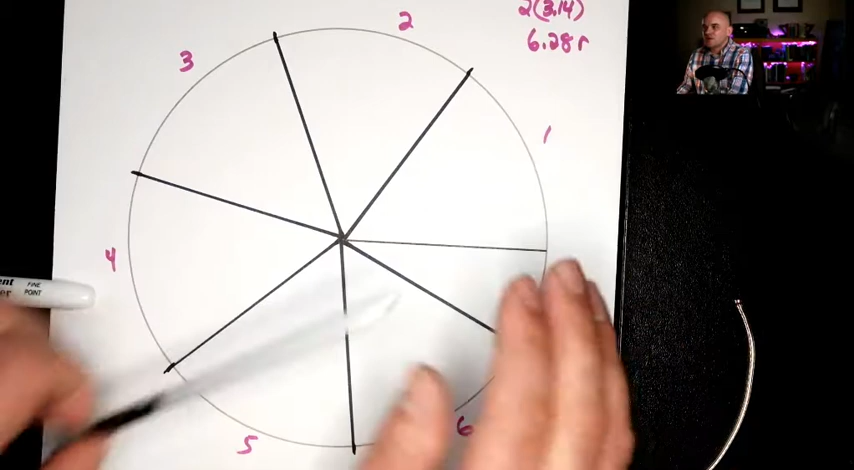 2(3.14)
6.28r
2
3
1
4
5
6
FINE
POINT